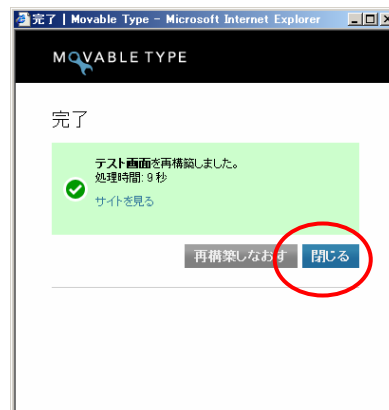 完了 | Movable Type - Microsoft Internet Explorer
MOVABLE TYPE
完了
テスト画面を再構築しました。
処理時間: 9 秒
サイトを見る
再構築しなおす 閉じる